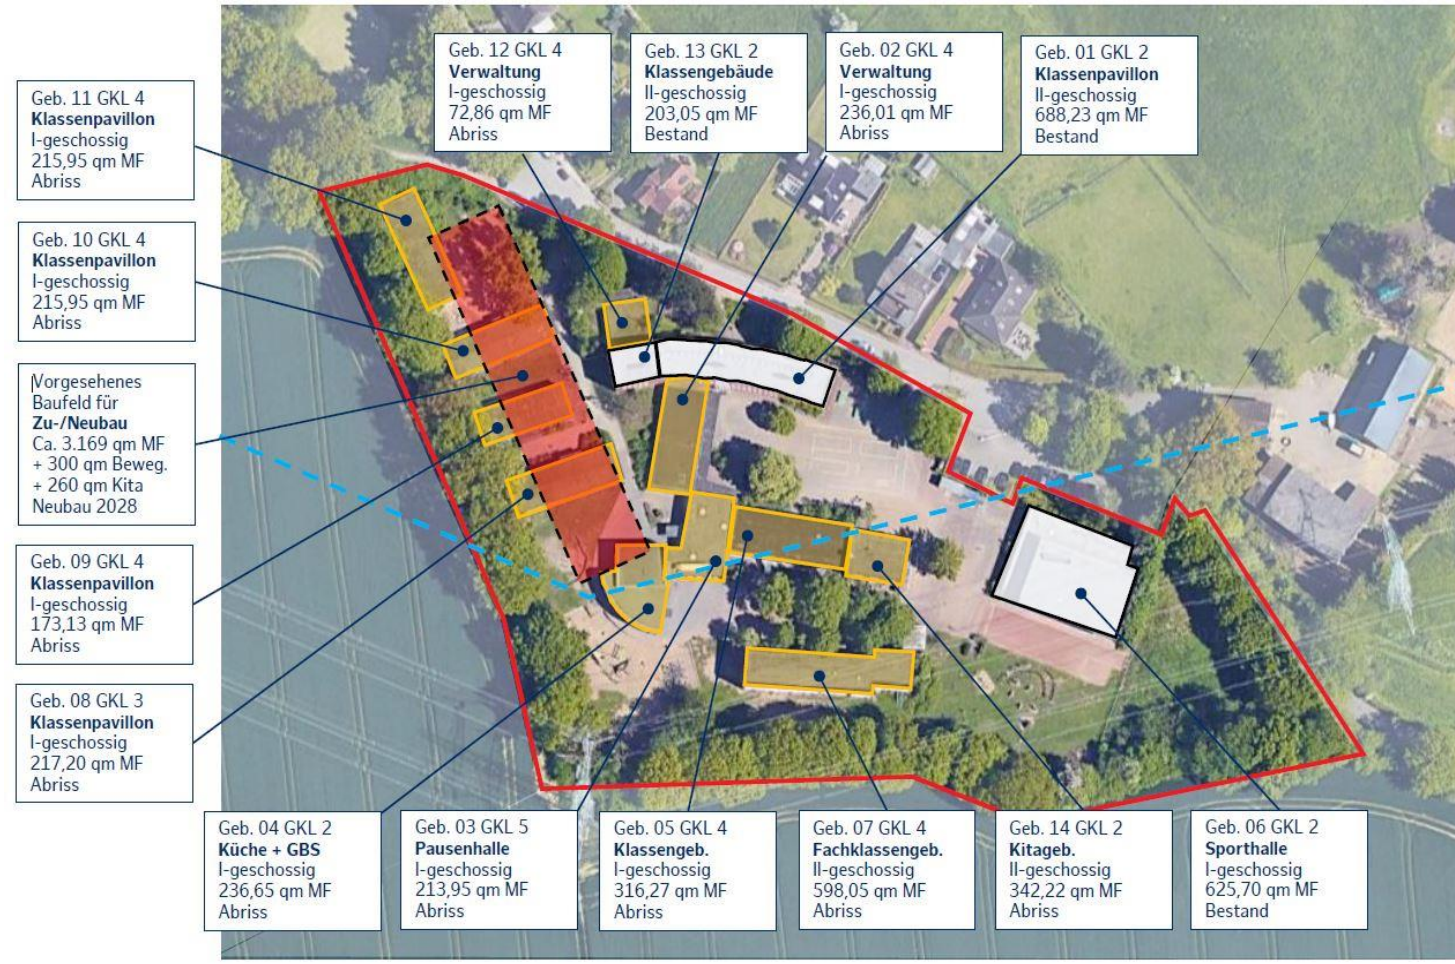 Geb. 12 GKL 4
Verwaltung
I-geschossig
72,86 qm MF
Abriss
Geb. 13 GKL 2
Klassengebäude
II-geschossig
203,05 qm MF
Bestand
Geb. 02 GKL 4
Verwaltung
I-geschossig
236,01 qm MF
Abriss
Geb. 01 GKL 2
Klassenpavillon
II-geschossig
688,23 qm MF
Bestand
Geb. 11 GKL 4
Klassenpavillon
I-geschossig
215,95 qm MF
Abriss
Geb. 10 GKL 4
Klassenpavillon
I-geschossig
215,95 qm MF
Abriss
Vorgesehenes
Baufeld für
Zu-/Neubau
Ca. 3.169 qm MF
+ 300 qm Beweg.
+ 260 qm Kita
Neubau 2028
Geb. 09 GKL 4
Klassenpavillon
I-geschossig
173,13 qm MF
Abriss
Geb. 08 GKL 3
Klassenpavillon
I-geschossig
217,20 qm MF
Abriss
Geb. 04 GKL 2
Küche + GBS
I-geschossig
236,65 qm MF
Abriss
Geb. 03 GKL 5
Pausenhalle
I-geschossig
213,95 qm MF
Abriss
Geb. 05 GKL 4
Klassengeb.
I-geschossig
316,27 qm MF
Abriss
Geb. 07 GKL 4
Fachklassengeb.
II-geschossig
598,05 qm MF
Abriss
Geb. 14 GKL 2
Kitageb.
II-geschossig
342,22 qm MF
Abriss
Geb. 06 GKL 2
Sporthalle
I-geschossig
625,70 qm MF
Bestand